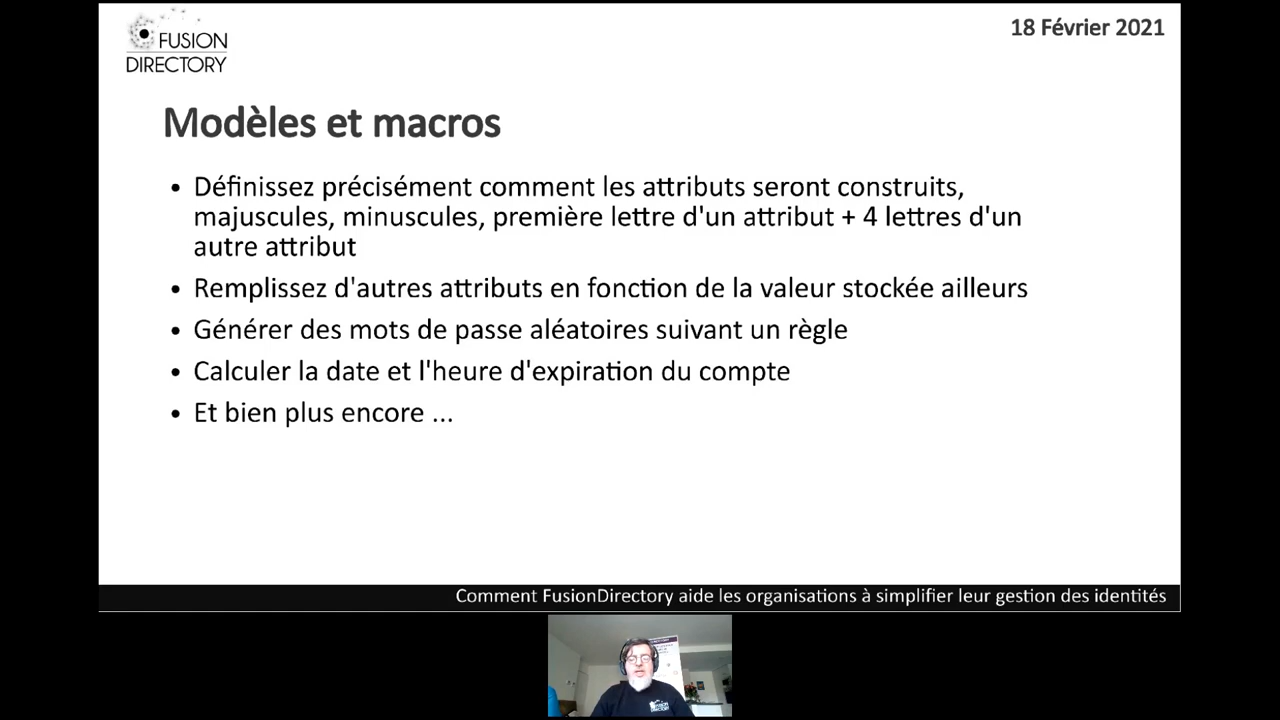 FUSION
DIRECTORY
18 Février 2021
Modèles et macros
• Définissez précisément comment les attributs seront construits,
majuscules, minuscules, première lettre d'un attribut + 4 lettres d'un
autre attribut
• Remplissez d'autres attributs en fonction de la valeur stockée ailleurs
• Générer des mots de passe aléatoires suivant un règle
• Calculer la date et l'heure d'expiration du compte
• Et bien plus encore ...
Comment FusionDirectory aide les organisations à simplifier leur gestion des identités
FUSION
DIRECTORY